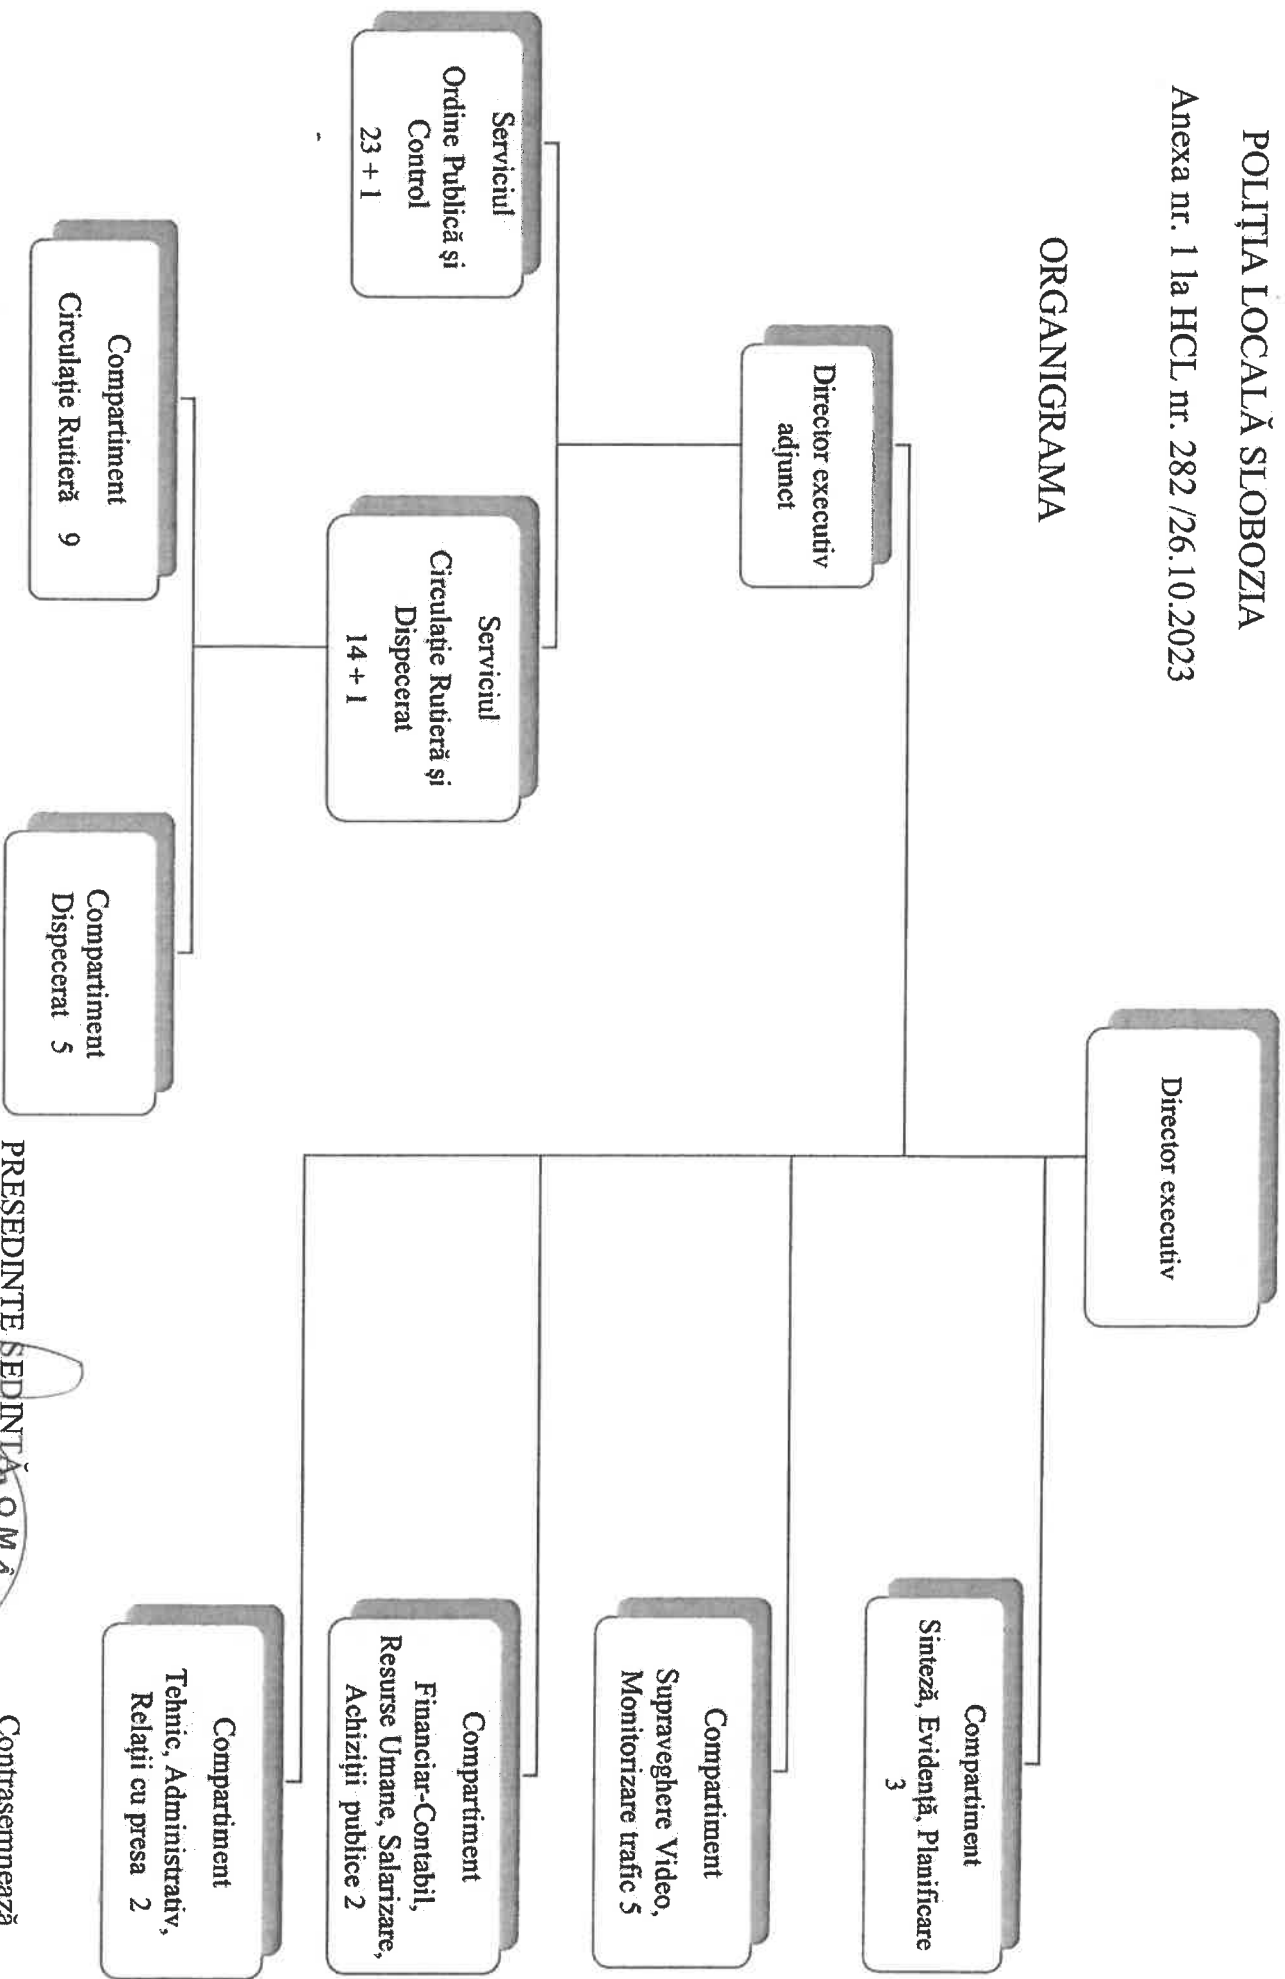 POLIȚIA LOCALĂ SLOBOZIA
Anexa nr. 1 la HCL nr. 282 /26.10.2023
ORGANIGRAMA
Director executiv
Director executiv
adjunct
Serviciul
Ordine Publică și
Control
23 + 1
Serviciul
Circulație Rutieră și
Dispecerat
14 + 1
Compartiment
Circulație Rutieră 9
Compartiment
Dispecerat 5
Compartiment
Sinteză, Evidență, Planificare
3
Compartiment
Supraveghere Video,
Monitorizare trafic 5
Compartiment
Financiar-Contabil,
Resurse Umane, Salarizare,
Achiziții publice 2
Compartiment
Tehnic, Administrativ,
Relații cu presa 2
PRESEDINTE SEDINTĂ
Contrasemnează